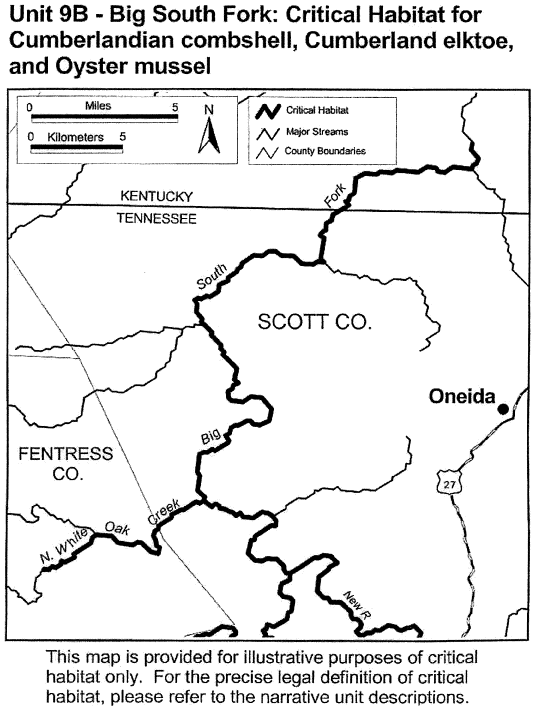 Unit 9B - Big South Fork: Critical Habitat for
Cumberlandian combshell, Cumberland elktoe,
and Oyster mussel
0 Miles 5
0 Kilometers 5
N
Critical Habitat
Major Streams
County Boundaries
KENTUCKY
TENNESSEE
Fork
South
SCOTT CO.
Oneida
Big
FENTRESS
CO.
27
N. White Oak Creek
New R
This map is provided for illustrative purposes of critical
habitat only. For the precise legal definition of critical
habitat, please refer to the narrative unit descriptions.